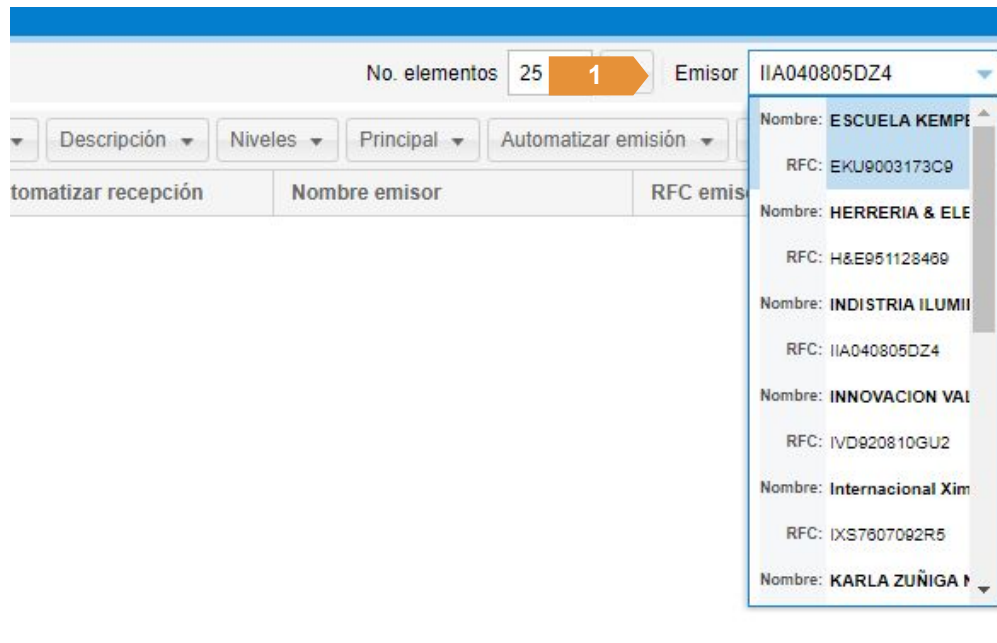 No. elementos 25 1 Emisor IIA040805DZ4
Descripción Niveles Principal Automatizar emisión
tomatizar recepción Nombre emisor RFC emiso
Nombre: ESCUELA KEMPE
RFC: EKU9003173C9
Nombre: HERRERIA & ELE
RFC: H&E951128469
Nombre: INDISTRIA ILUMI
RFC: IIA040805DZ4
Nombre: INNOVACION VAL
RFC: IVD920810GU2
Nombre: Internacional Xim
RFC: IXS7607092R5
Nombre: KARLA ZUÑIGA N